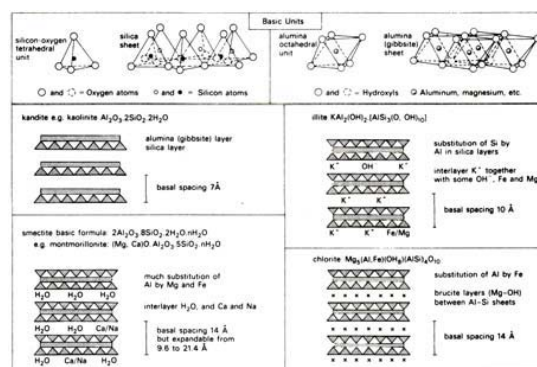 Basic Units
silicon-oxygen
tetrahedral
unit
silica
sheet
and = Oxygen atoms
and = Silicon atoms
alumina
octahedral
unit
alumina
(gibbsite)
sheet
and = Hydroxyls
Aluminum, magnesium, etc.
kandite e.g. kaolinite Al₂O₃.2SiO₂.2H₂O
alumina (gibbsite) layer
silica layer
basal spacing 7Å
smectite basic formula: 2Al₂O₃.8SiO₂.2H₂O.nH₂O
e.g. montmorillonite: (Mg, Ca)O.Al₂O₃.5SiO₂.nH₂O
much substitution of
Al by Mg and Fe
H₂O H₂O H₂O
interlayer H₂O, and Ca and Na
H₂O H₂O Ca/Na
basal spacing 14 Å
but expandable from
9.6 to 21.4 Å
H₂O Ca/Na H₂O
illite KAl₂(OH)₂[AlSi₃(O, OH)₁₀]
substitution of Si by
Al in silica layers
K⁺ OH K⁺
interlayer K⁺ together
with some OH⁻, Fe and Mg
K⁺ K⁺
basal spacing 10 Å
K⁺ K⁺ Fe/Mg
chlorite Mg₅(Al,Fe)(OH₈)(AlSi)₄O₁₀
substitution of Al by Fe
brucite layers (Mg–OH)
between Al-Si sheets
basal spacing 14 Å